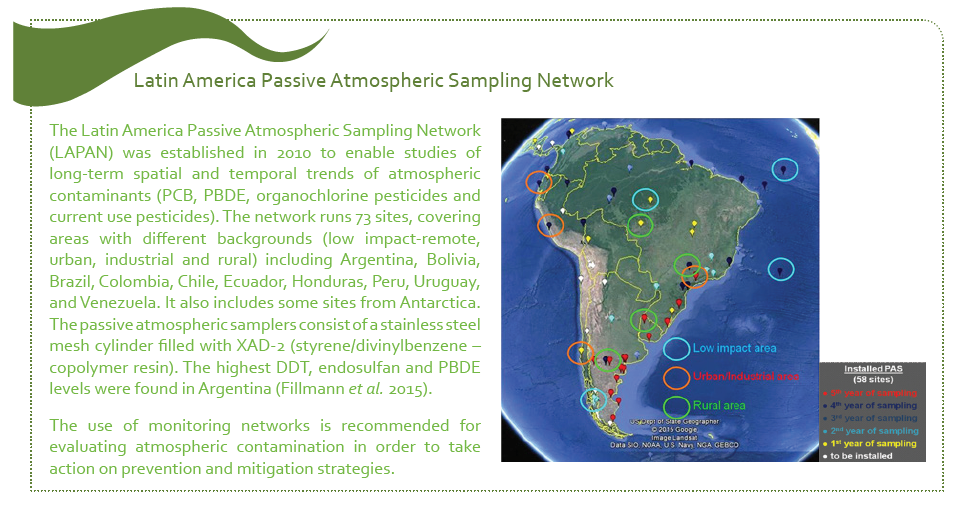 Latin America Passive Atmospheric Sampling Network
The Latin America Passive Atmospheric Sampling Network
(LAPAN) was established in 2010 to enable studies of
long-term spatial and temporal trends of atmospheric
contaminants (PCB, PBDE, organochlorine pesticides and
current use pesticides). The network runs 73 sites, covering
areas with different backgrounds (low impact-remote,
urban, industrial and rural) including Argentina, Bolivia,
Brazil, Colombia, Chile, Ecuador, Honduras, Peru, Uruguay,
and Venezuela. It also includes some sites from Antarctica.
The passive atmospheric samplers consist of a stainless steel
mesh cylinder filled with XAD-2 (styrene/divinylbenzene –
copolymer resin). The highest DDT, endosulfan and PBDE
levels were found in Argentina (Fillmann et al. 2015).
The use of monitoring networks is recommended for
evaluating atmospheric contamination in order to take
action on prevention and mitigation strategies.
Low impact area
Urban/Industrial area
Rural area
US Dept of State Geographer
© 2015 Google
Image Landsat
Data SIO, NOAA, U.S. Navy, NGA, GEBCO
Installed PAS
(58 sites)
● 5th year of sampling
● 4th year of sampling
● 3rd year of sampling
● 2nd year of sampling
● 1st year of sampling
● to be installed